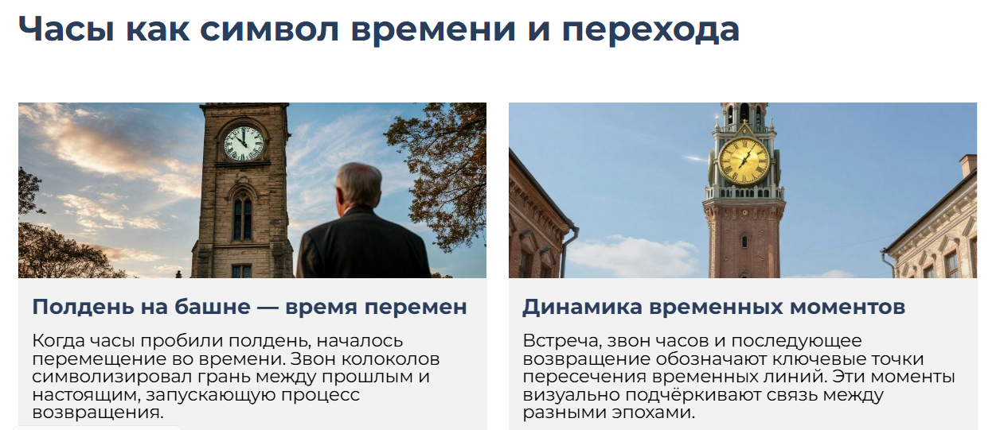 Часы как символ времени и перехода
Полдень на башне — время перемен
Когда часы пробили полдень, началось
перемещение во времени. Звон колоколов
символизировал грань между прошлым и
настоящим, запускающую процесс
возвращения.
Динамика временных моментов
Встреча, звон часов и последующее
возвращение обозначают ключевые точки
пересечения временных линий. Эти моменты
визуально подчёркивают связь между
разными эпохами.